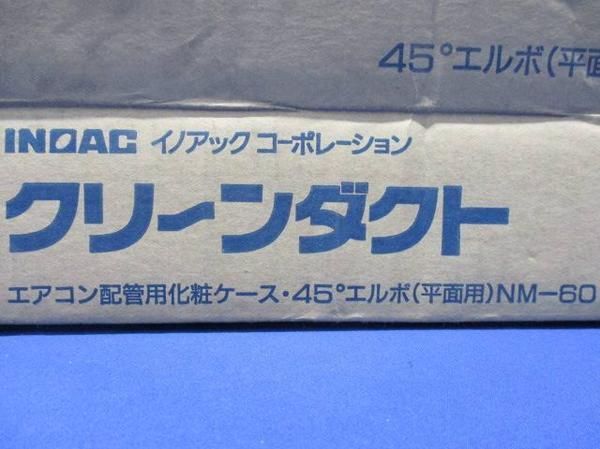 45°エルボ(平面
INOAC イノアック コーポレーション
クリーンダクト
エアコン配管用化粧ケース・45°エルボ(平面用)NM-60